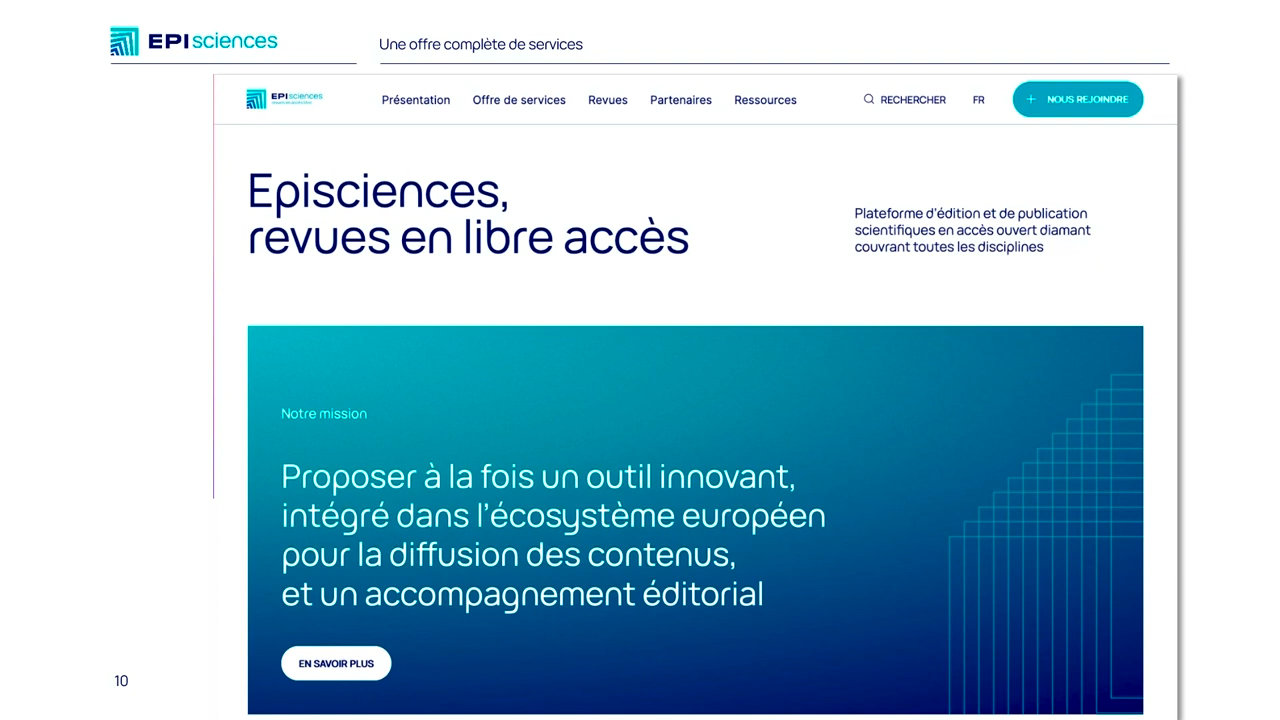 EPIsciences
Une offre complète de services
EPIsciences
Présentation
Offre de services
Revues
Partenaires
Ressources
RECHERCHER
FR
+ NOUS REJOINDRE
Episciences,
revues en libre accès
Plateforme d'édition et de publication
scientifiques en accès ouvert diamant
couvrant toutes les disciplines
Notre mission
Proposer à la fois un outil innovant,
intégré dans l'écosystème européen
pour la diffusion des contenus,
et un accompagnement éditorial
EN SAVOIR PLUS
10